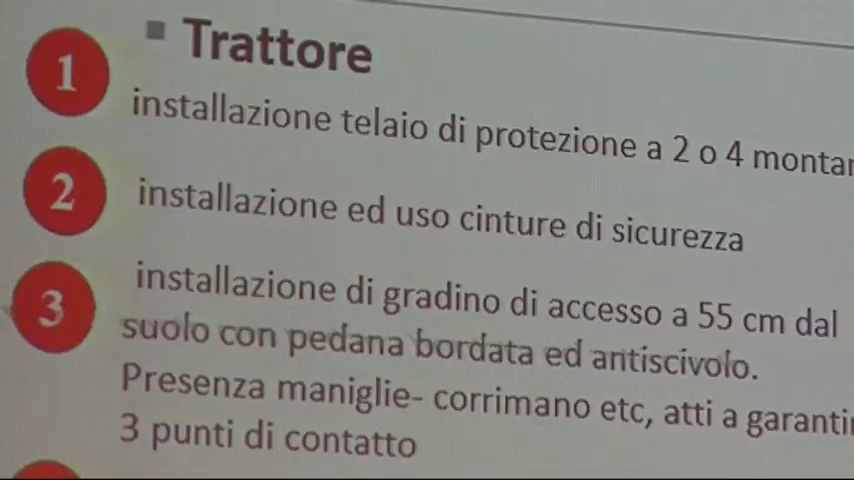 Trattore
1
installazione telaio di protezione a 2 o 4
2
installazione ed uso cinture di sicurezza
3
installazione di gradino di accesso a 55 cm dal
suolo con pedana bordata ed antiscivolo.
Presenza maniglie- corrimano etc, atti a
3 punti di contatto